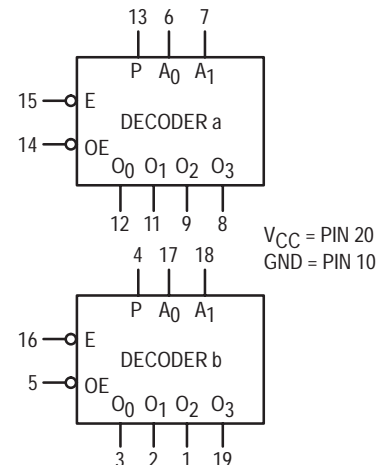 13 6 7
P A0 A1
15 E
DECODER a
14 OE
O0 O1 O2 O3
12 11 9 8
VCC = PIN 20
GND = PIN 10
4 17 18
P A0 A1
16 E
DECODER b
5 OE
O0 O1 O2 O3
3 2 1 19